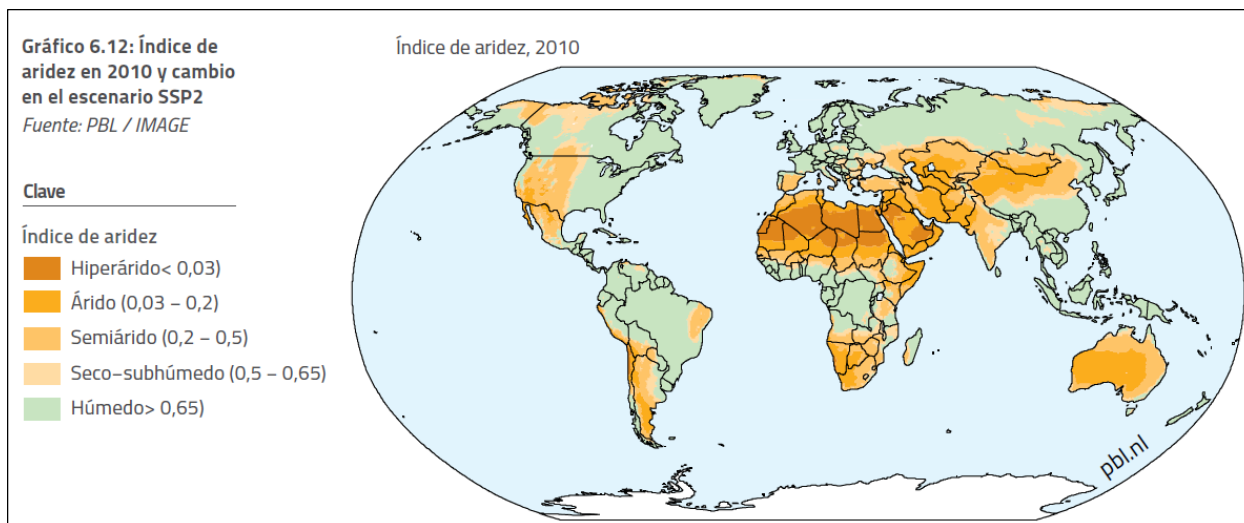 Gráfico 6.12: Índice de
aridez en 2010 y cambio
en el escenario SSP2
Fuente: PBL / IMAGE
Clave
Índice de aridez
Hiperárido< 0,03)
Árido (0,03 – 0,2)
Semiárido (0,2 – 0,5)
Seco–subhúmedo (0,5 – 0,65)
Húmedo> 0,65)
Índice de aridez, 2010
pbl.nl